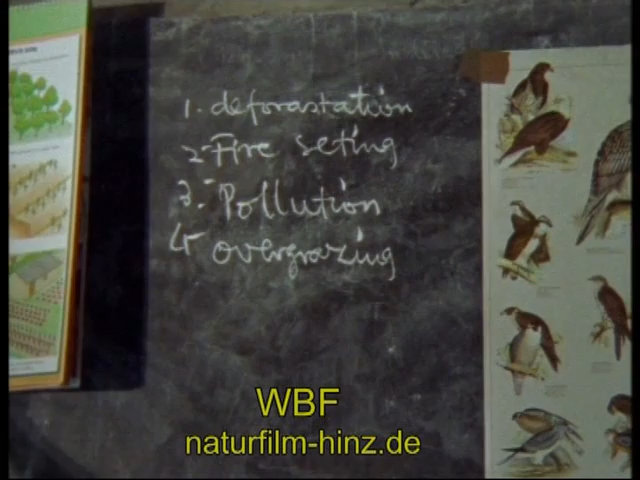 1. deforastation
2- Fire Seting
3. Pollution
4 overgrazing
WBF
naturfilm-hinz.de